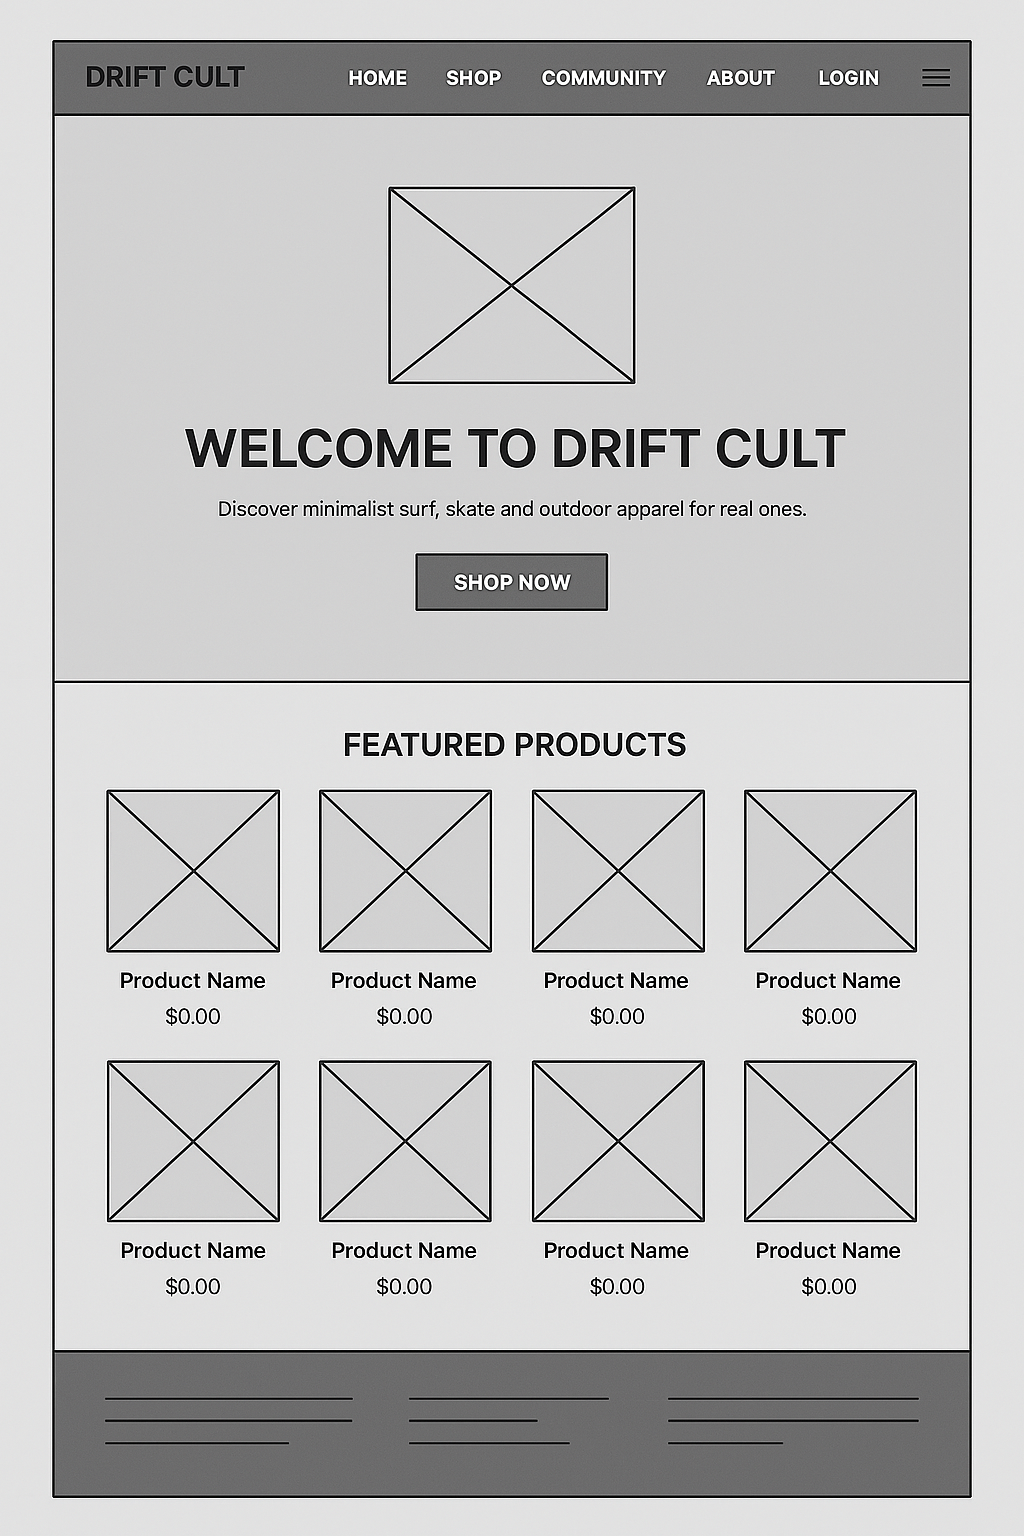 DRIFT CULT HOME SHOP COMMUNITY ABOUT LOGIN
WELCOME TO DRIFT CULT
Discover minimalist surf, skate and outdoor apparel for real ones.
SHOP NOW
FEATURED PRODUCTS
Product Name Product Name Product Name Product Name
$0.00 $0.00 $0.00 $0.00
Product Name Product Name Product Name Product Name
$0.00 $0.00 $0.00 $0.00